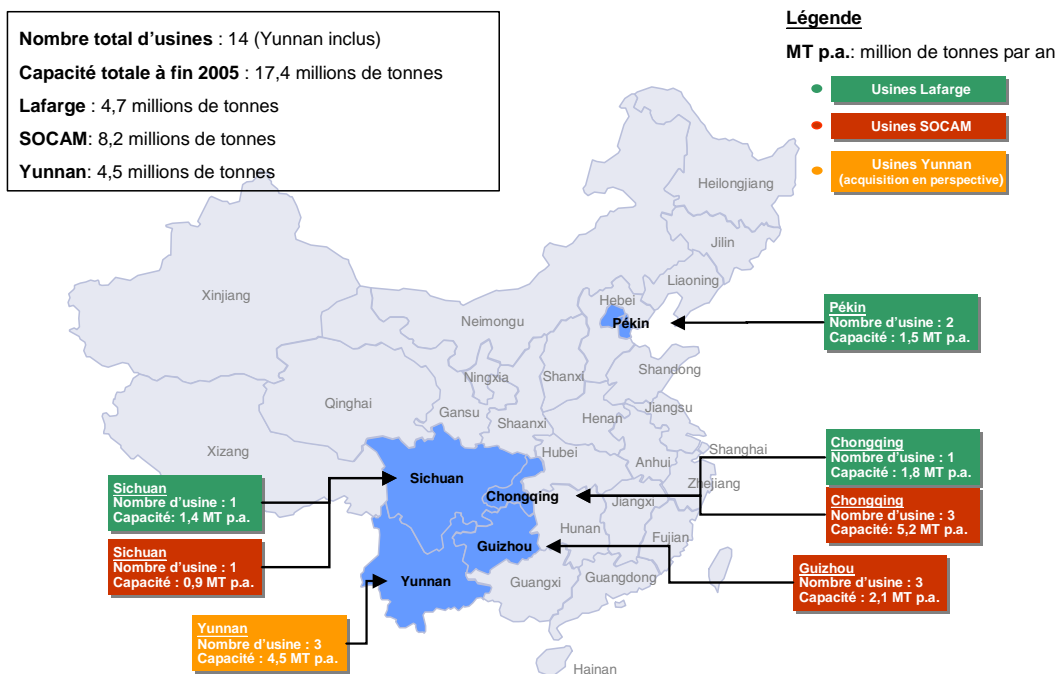 Nombre total d'usines : 14 (Yunnan inclus)
Capacité totale à fin 2005 : 17,4 millions de tonnes
Lafarge : 4,7 millions de tonnes
SOCAM: 8,2 millions de tonnes
Yunnan: 4,5 millions de tonnes
Légende
MT p.a.: million de tonnes par an
Usines Lafarge
Usines SOCAM
Usines Yunnan
(acquisition en perspective)
Heilongjiang
Jilin
Liaoning
Xinjiang
Hebei
Neimongu
Pékin
Pékin
Nombre d'usine : 2
Capacité : 1,5 MT p.a.
Ningxia
Shanxi
Shandong
Qinghai
Gansu
Shaanxi
Henan
Jiangsu
Xizang
Hubei
Anhui
Shanghai
Sichuan
Zhejiang
Chongqing
Jiangxi
Hunan
Fujian
Guizhou
Yunnan
Guangxi
Guangdong
Hainan
Chongqing
Nombre d'usine : 1
Capacité : 1,8 MT p.a.
Chongqing
Nombre d'usine : 3
Capacité: 5,2 MT p.a.
Guizhou
Nombre d'usine : 3
Capacité : 2,1 MT p.a.
Sichuan
Nombre d'usine : 1
Capacité: 1,4 MT p.a.
Sichuan
Nombre d'usine : 1
Capacité : 0,9 MT p.a.
Yunnan
Nombre d'usine : 3
Capacité : 4,5 MT p.a.